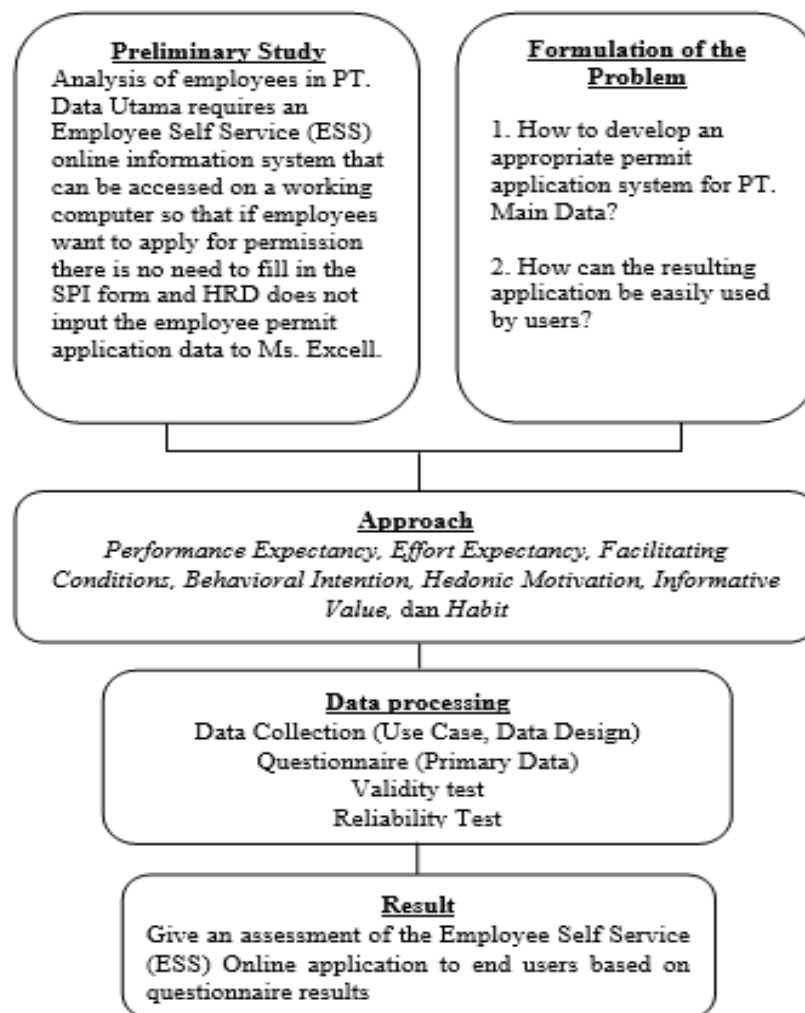 Preliminary Study
Analysis of employees in PT.
Data Utama requires an
Employee Self Service (ESS)
online information system that
can be accessed on a working
computer so that if employees
want to apply for permission
there is no need to fill in the
SPI form and HRD does not
input the employee permit
application data to Ms. Excell.
Formulation of the
Problem
1. How to develop an
appropriate permit
application system for PT.
Main Data?
2. How can the resulting
application be easily used
by users?
Approach
Performance Expectancy, Effort Expectancy, Facilitating
Conditions, Behavioral Intention, Hedonic Motivation, Informative
Value, dan Habit
Data processing
Data Collection (Use Case, Data Design)
Questionnaire (Primary Data)
Validity test
Reliability Test
Result
Give an assessment of the Employee Self Service
(ESS) Online application to end users based on
questionnaire results